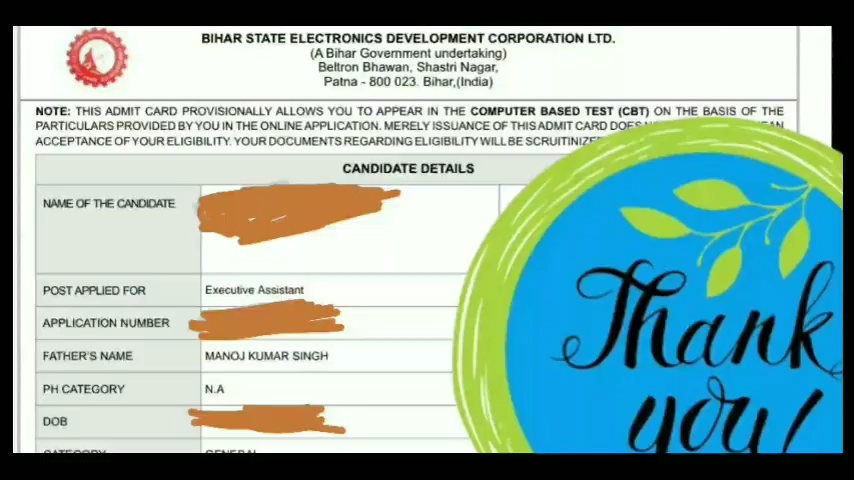 BIHAR STATE ELECTRONICS DEVELOPMENT CORPORATION LTD.
(A Bihar Government undertaking)
Beltron Bhawan, Shastri Nagar,
Patna - 800 023. Bihar,(India)
NOTE: THIS ADMIT CARD PROVISIONALLY ALLOWS YOU TO APPEAR IN THE COMPUTER BASED TEST (CBT) ON THE BASIS OF THE
PARTICULARS PROVIDED BY YOU IN THE ONLINE APPLICATION. MERELY ISSUANCE OF THIS ADMIT CARD DOES
ACCEPTANCE OF YOUR ELIGIBILITY. YOUR DOCUMENTS REGARDING ELIGIBILITY WILL BE SCRUTINIZE
CANDIDATE DETAILS
NAME OF THE CANDIDATE
POST APPLIED FOR Executive Assistant
APPLICATION NUMBER
FATHER'S NAME MANOJ KUMAR SINGH
PH CATEGORY N.A
DOB
CATEGORY GENERAL
Thank
you!